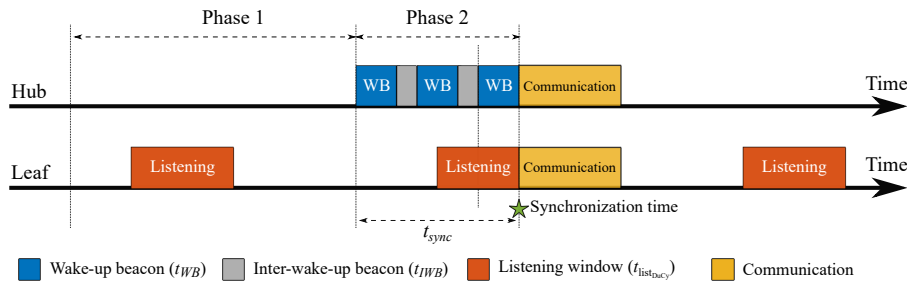 Phase 1 Phase 2
Hub WB WB WB Communication Time
Leaf Listening Listening Communication Listening Time
Synchronization time
t_sync
Wake-up beacon (t_WB) Inter-wake-up beacon (t_IWB) Listening window (t_list_DuCy) Communication